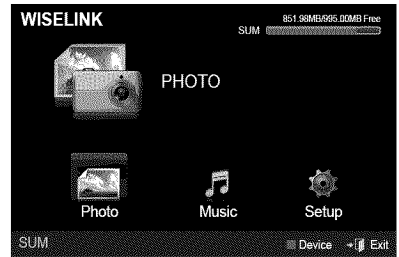 WISELINK
851.98MB/995.00MB Free
SUM
PHOTO
Photo Music Setup
SUM Device Exit